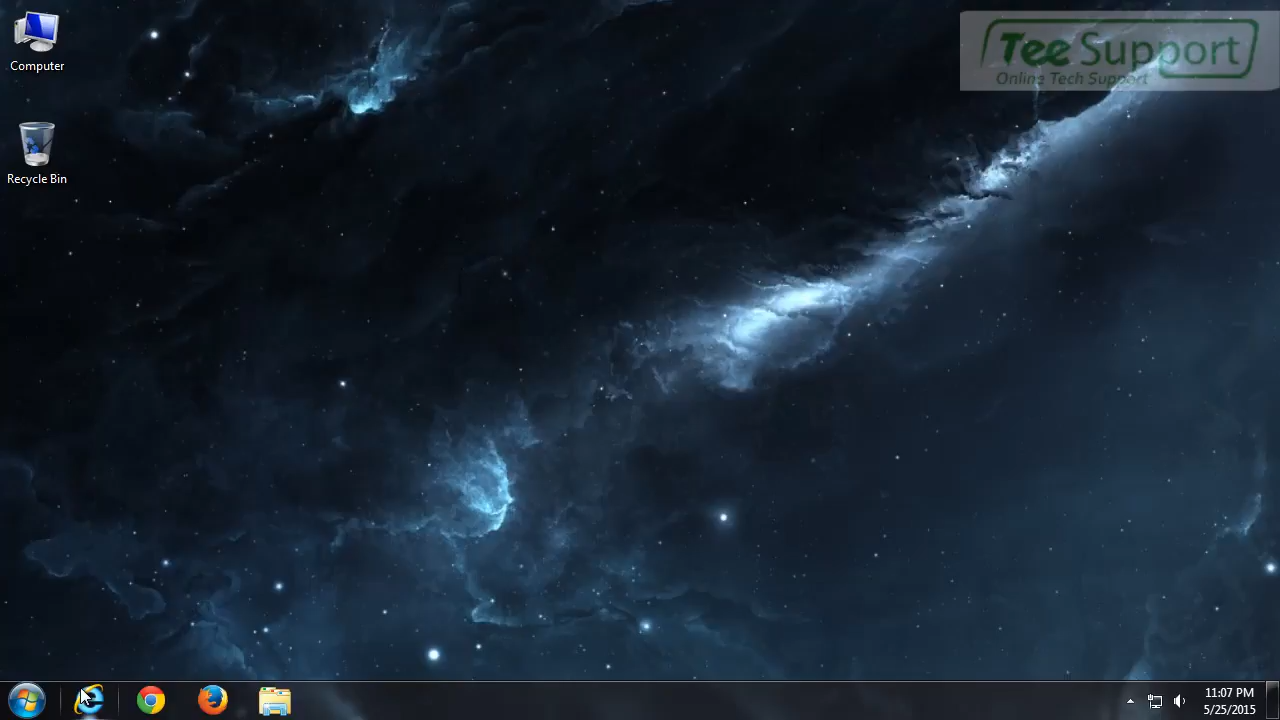 Computer
Recycle Bin
Tee Support
Online Tech Support
11:07 PM
5/25/2015